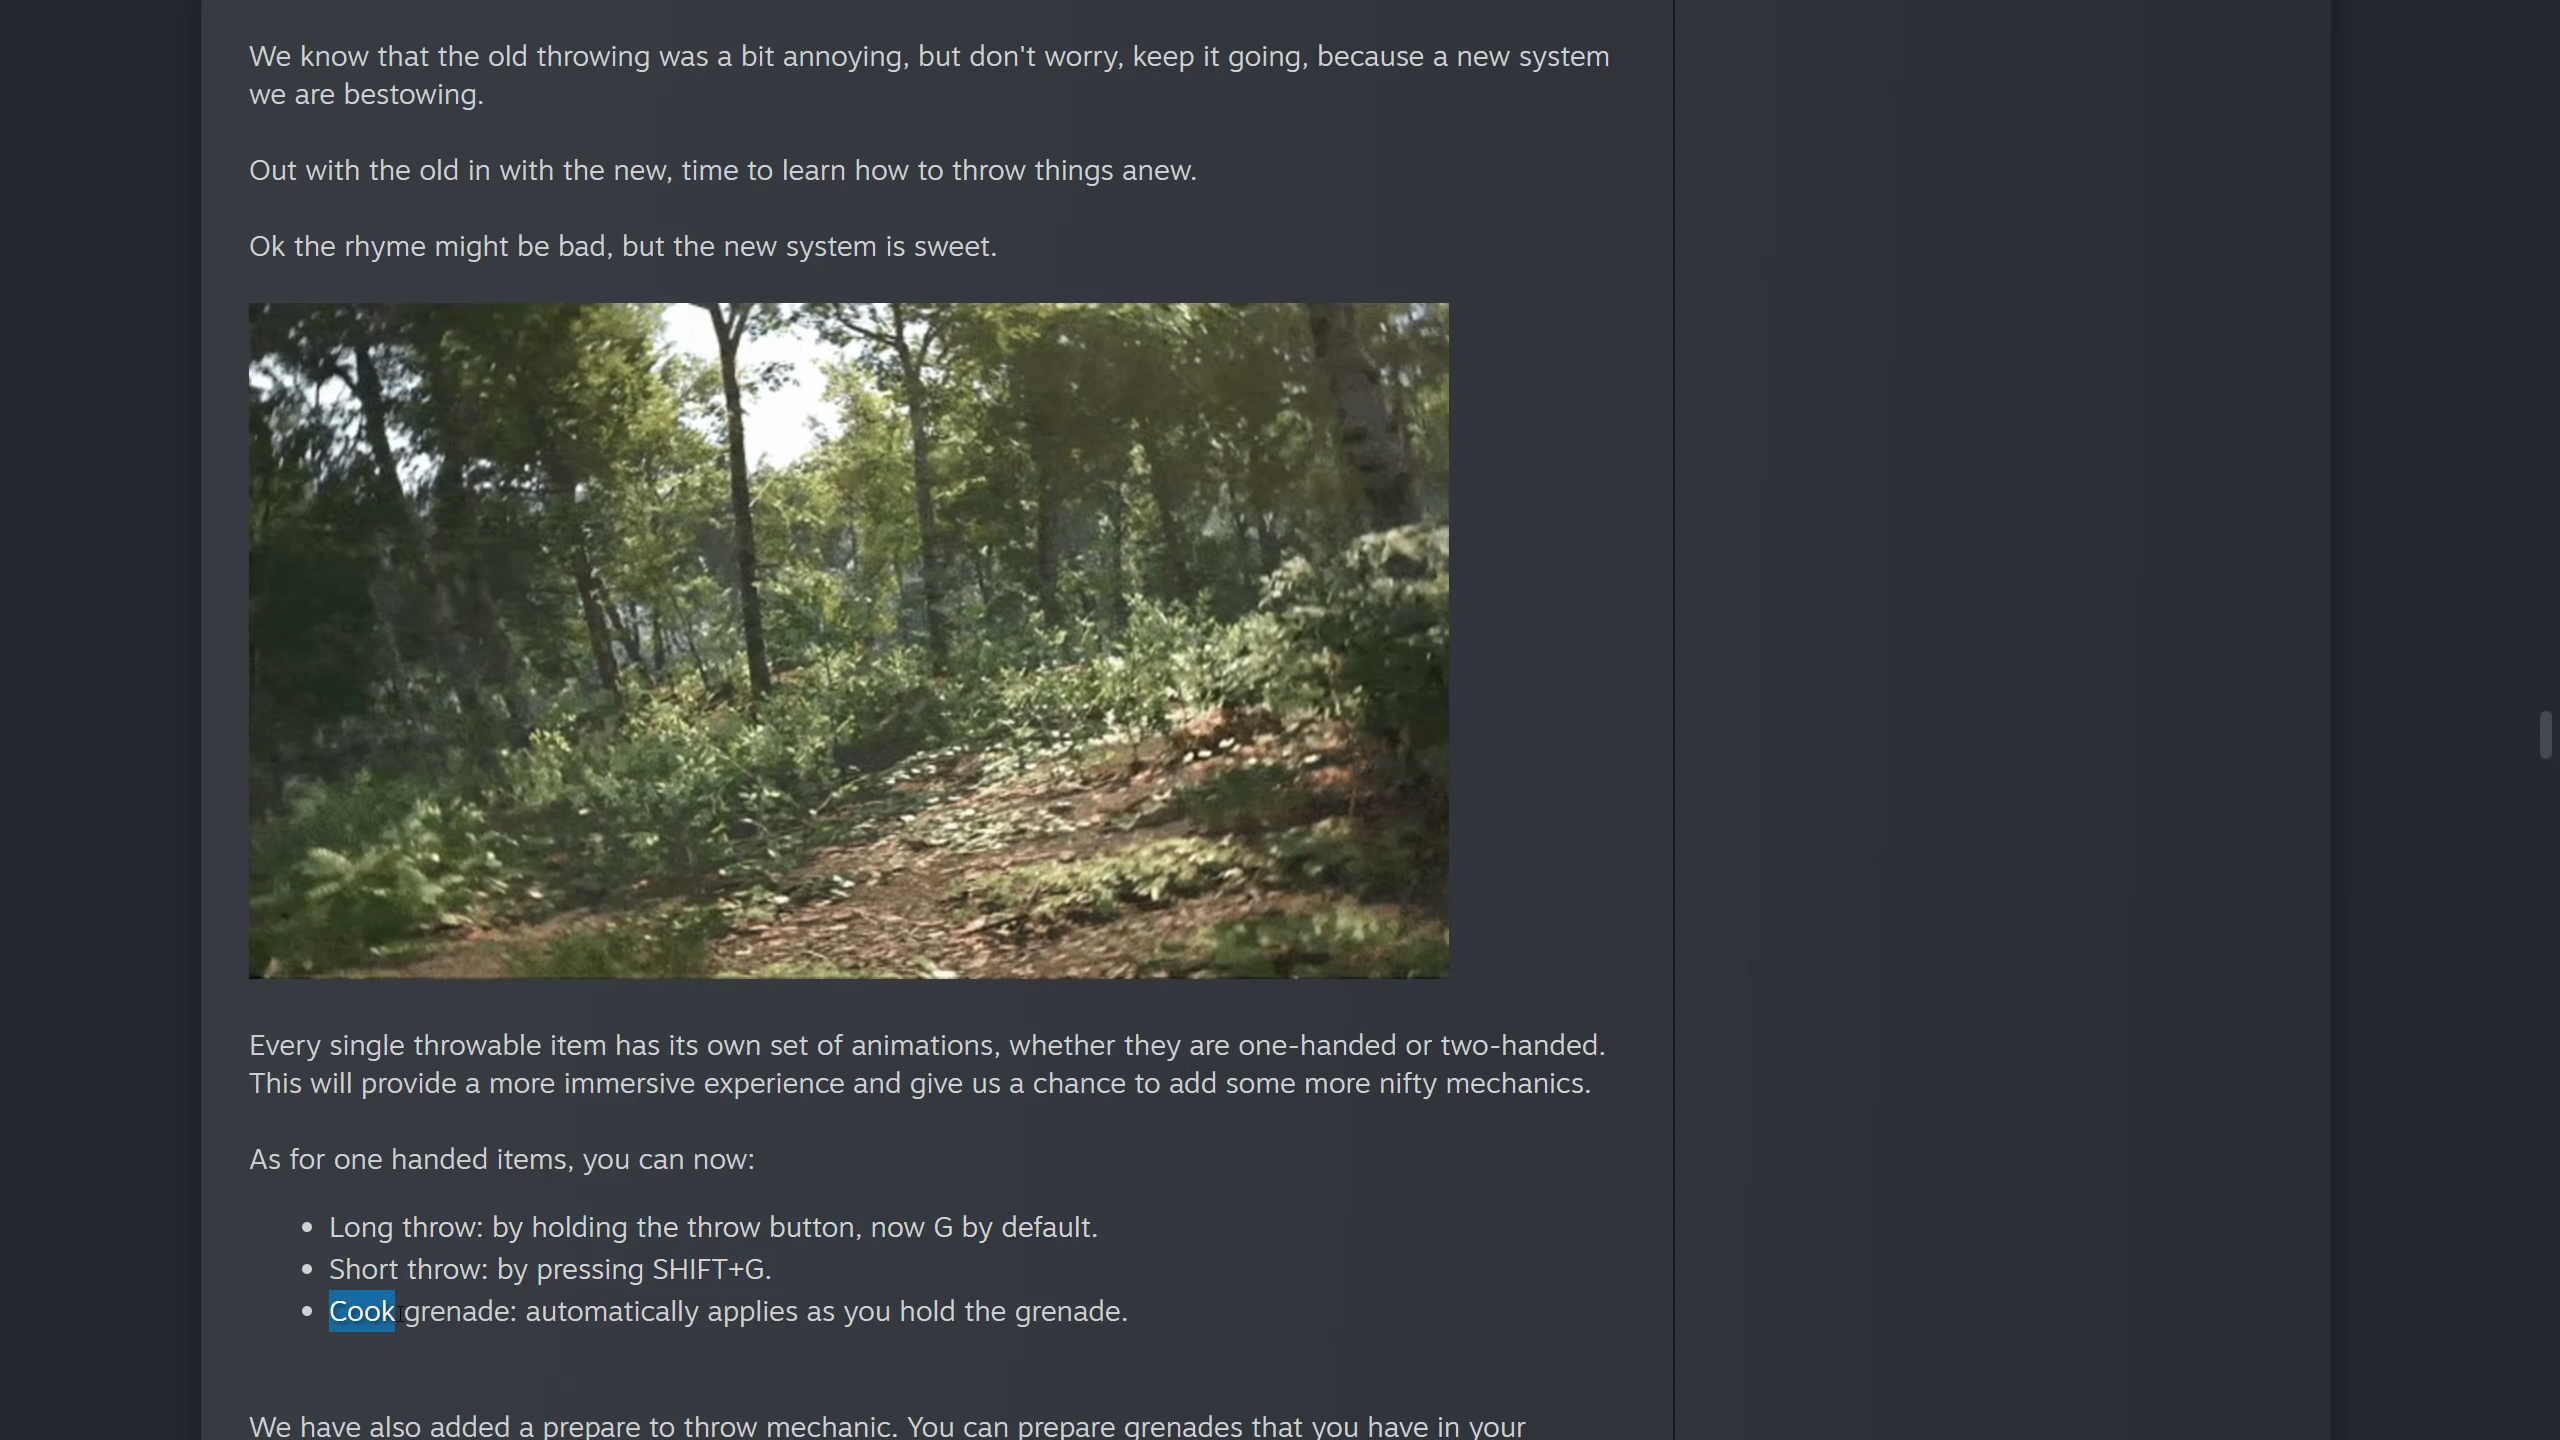 We know that the old throwing was a bit annoying, but don't worry, keep it going, because a new system
we are bestowing.
Out with the old in with the new, time to learn how to throw things anew.
Ok the rhyme might be bad, but the new system is sweet.
Every single throwable item has its own set of animations, whether they are one-handed or two-handed.
This will provide a more immersive experience and give us a chance to add some more nifty mechanics.
As for one handed items, you can now:
• Long throw: by holding the throw button, now G by default.
• Short throw: by pressing SHIFT+G.
• Cook grenade: automatically applies as you hold the grenade.
We have also added a prepare to throw mechanic. You can prepare grenades that you have in your